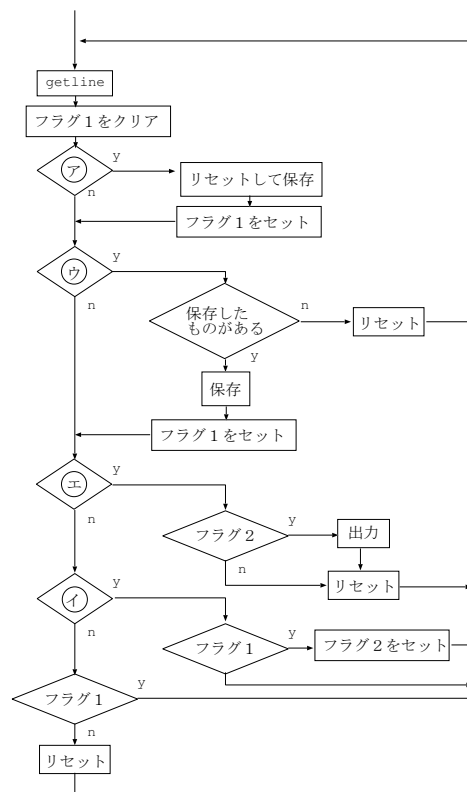 getline
フラグ1をクリア
ア
y
n
リセットして保存
フラグ1をセット
ウ
y
n
保存した
ものがある
n
y
リセット
保存
フラグ1をセット
エ
y
n
フラグ2
y
n
出力
リセット
イ
y
n
フラグ1
y
n
フラグ2をセット
フラグ1
y
n
リセット